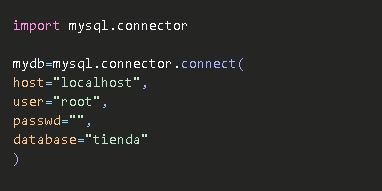 import mysql.connector
mydb=mysql.connector.connect(
host="localhost",
user="root",
passwd="",
database="tienda"
)